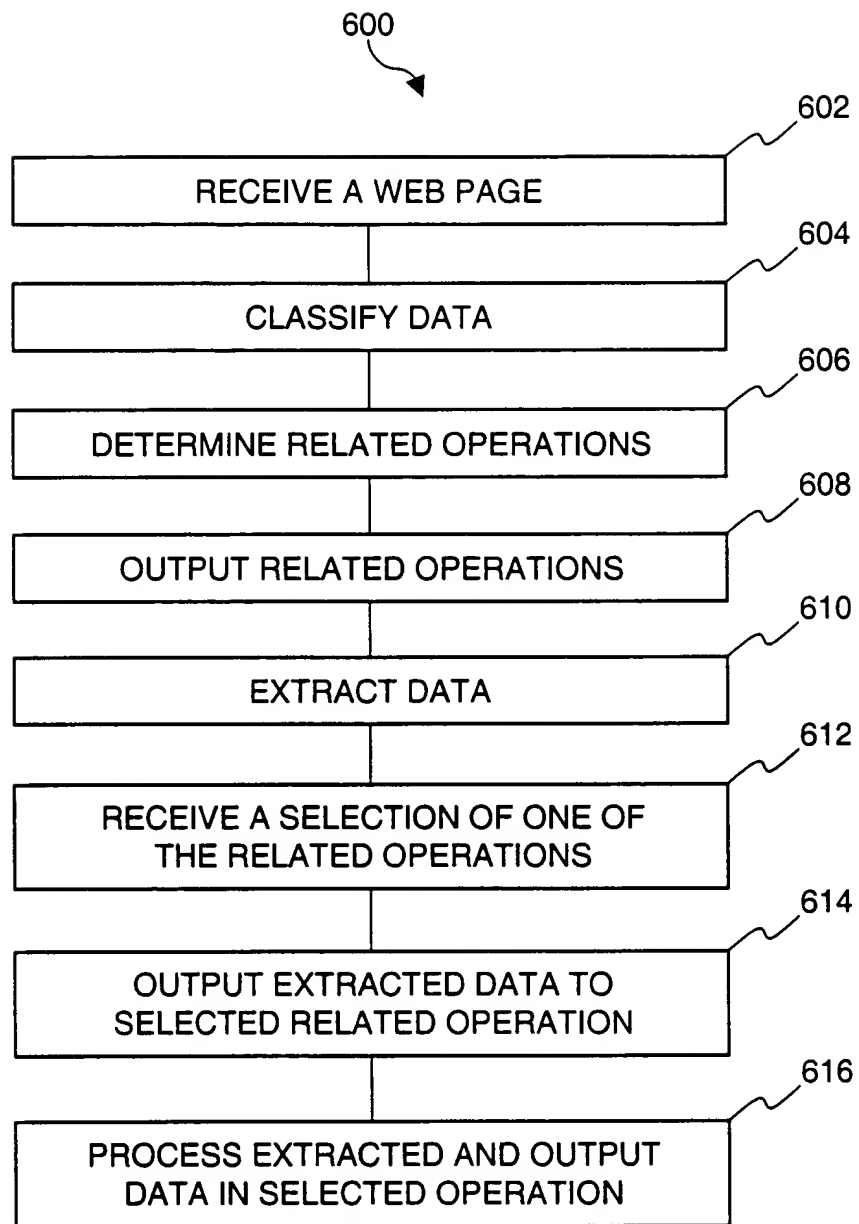 600
602
RECEIVE A WEB PAGE
604
CLASSIFY DATA
606
DETERMINE RELATED OPERATIONS
608
OUTPUT RELATED OPERATIONS
610
EXTRACT DATA
612
RECEIVE A SELECTION OF ONE OF
THE RELATED OPERATIONS
614
OUTPUT EXTRACTED DATA TO
SELECTED RELATED OPERATION
616
PROCESS EXTRACTED AND OUTPUT
DATA IN SELECTED OPERATION